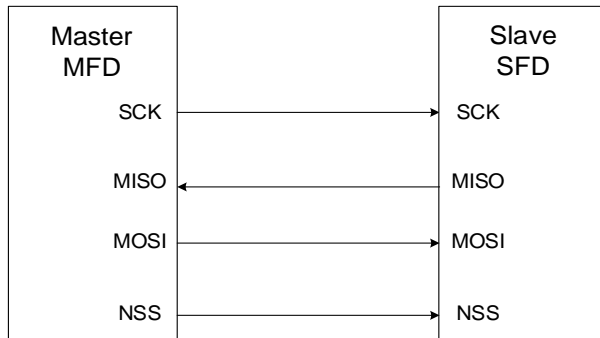 Master
MFD
Slave
SFD
SCK
SCK
MISO
MISO
MOSI
MOSI
NSS
NSS